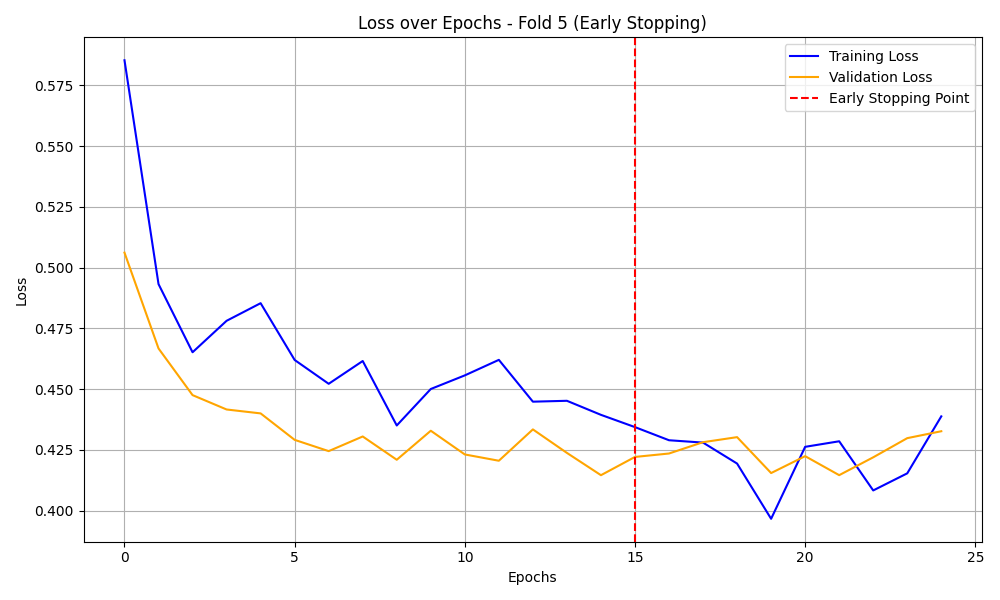 Loss over Epochs - Fold 5 (Early Stopping)
Training Loss
Validation Loss
Early Stopping Point
Loss
0.575
0.550
0.525
0.500
0.475
0.450
0.425
0.400
0 5 10 15 20 25
Epochs